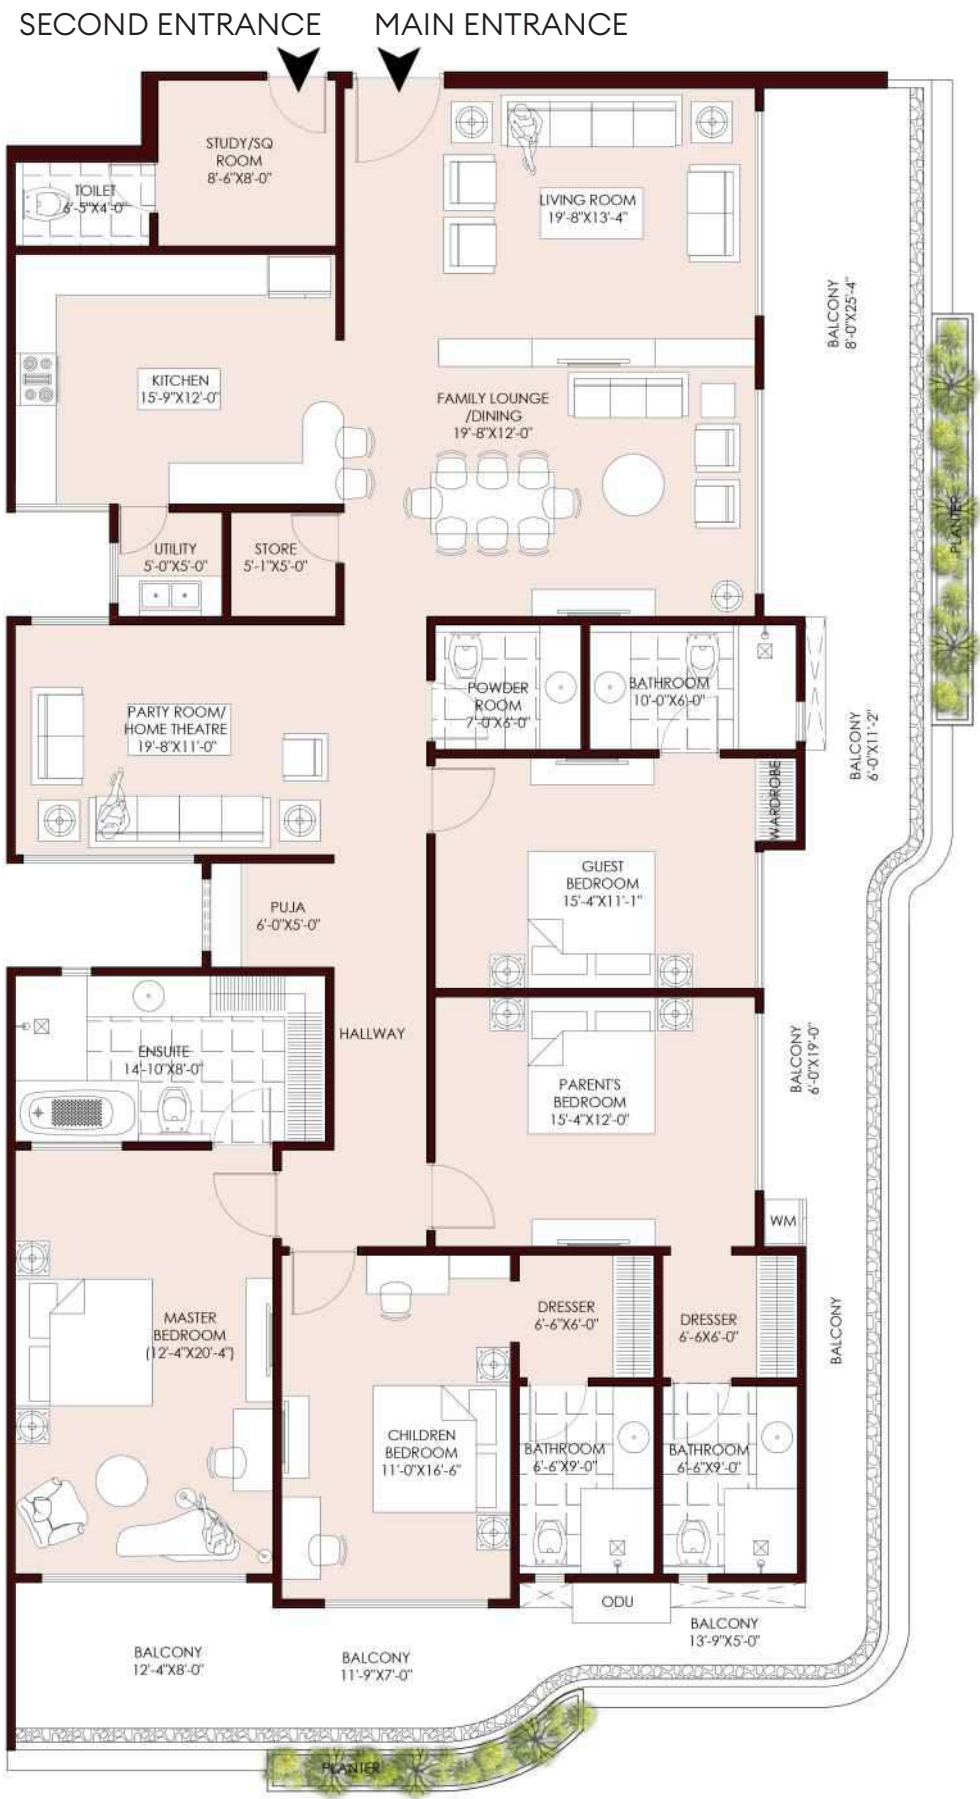 SECOND ENTRANCE
MAIN ENTRANCE
STUDY/SQ
ROOM
8'-6"X8'-0"
TOILET
6'-5"X4'-0"
LIVING ROOM
19'-8"X13'-4"
BALCONY
8'-0"X25'-4"
KITCHEN
15'-9"X12'-0"
FAMILY LOUNGE
/DINING
19'-8"X12'-0"
PLANTER
UTILITY
5'-0"X5'-0"
STORE
5'-1"X5'-0"
POWDER
ROOM
7'-0"X6'-0"
BATHROOM
10'-0"X6'-0"
PARTY ROOM/
HOME THEATRE
19'-8"X11'-0"
BALCONY
6'-0"X11'-2"
WARDROBE
GUEST
BEDROOM
15'-4"X11'-1"
PUJA
6'-0"X5'-0"
HALLWAY
ENSUITE
14'-10"X8'-0"
PARENT'S
BEDROOM
15'-4"X12'-0"
BALCONY
6'-0"X19'-0"
WM
MASTER
BEDROOM
(12'-4"X20'-4")
DRESSER
6'-6"X6'-0"
DRESSER
6'-6X6'-0"
BALCONY
CHILDREN
BEDROOM
11'-0"X16'-6"
BATHROOM
6'-6"X9'-0"
BATHROOM
6'-6"X9'-0"
ODU
BALCONY
13'-9"X5'-0"
BALCONY
12'-4"X8'-0"
BALCONY
11'-9"X7'-0"
PLANTER